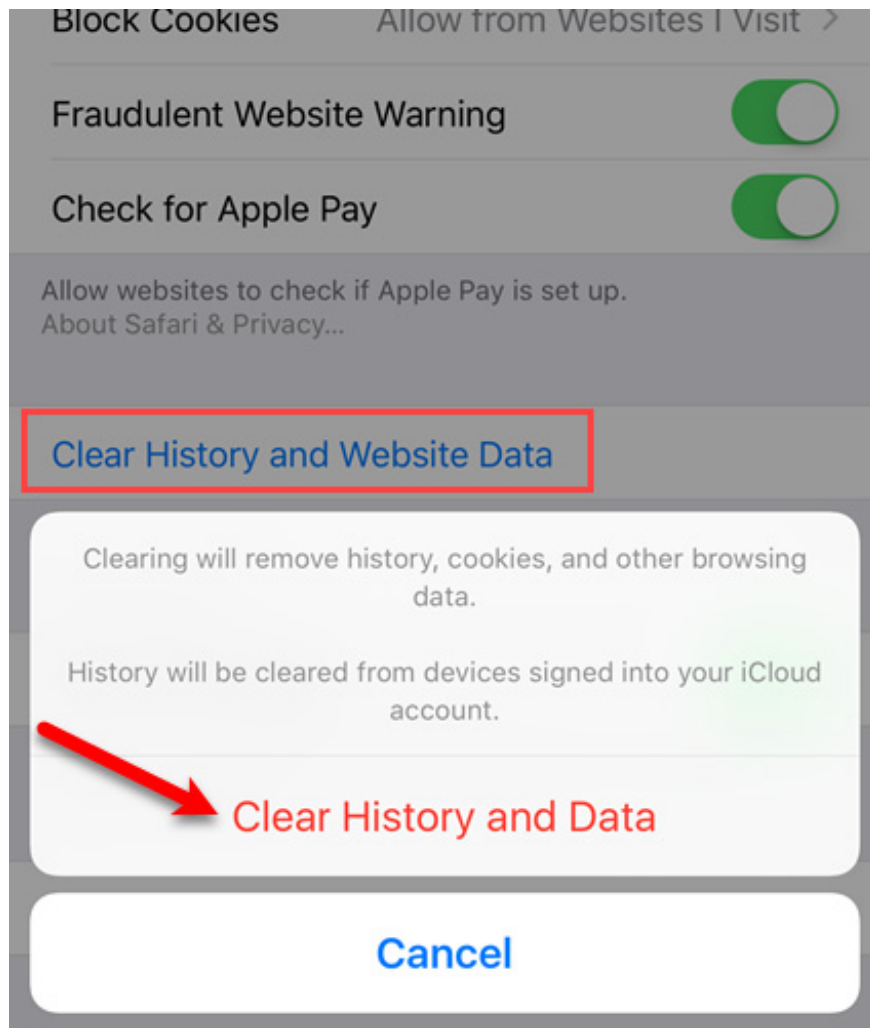 Block Cookies Allow from Websites I Visit >
Fraudulent Website Warning
Check for Apple Pay
Allow websites to check if Apple Pay is set up.
About Safari & Privacy...
Clear History and Website Data
Clearing will remove history, cookies, and other browsing
data.
History will be cleared from devices signed into your iCloud
account.
Clear History and Data
Cancel